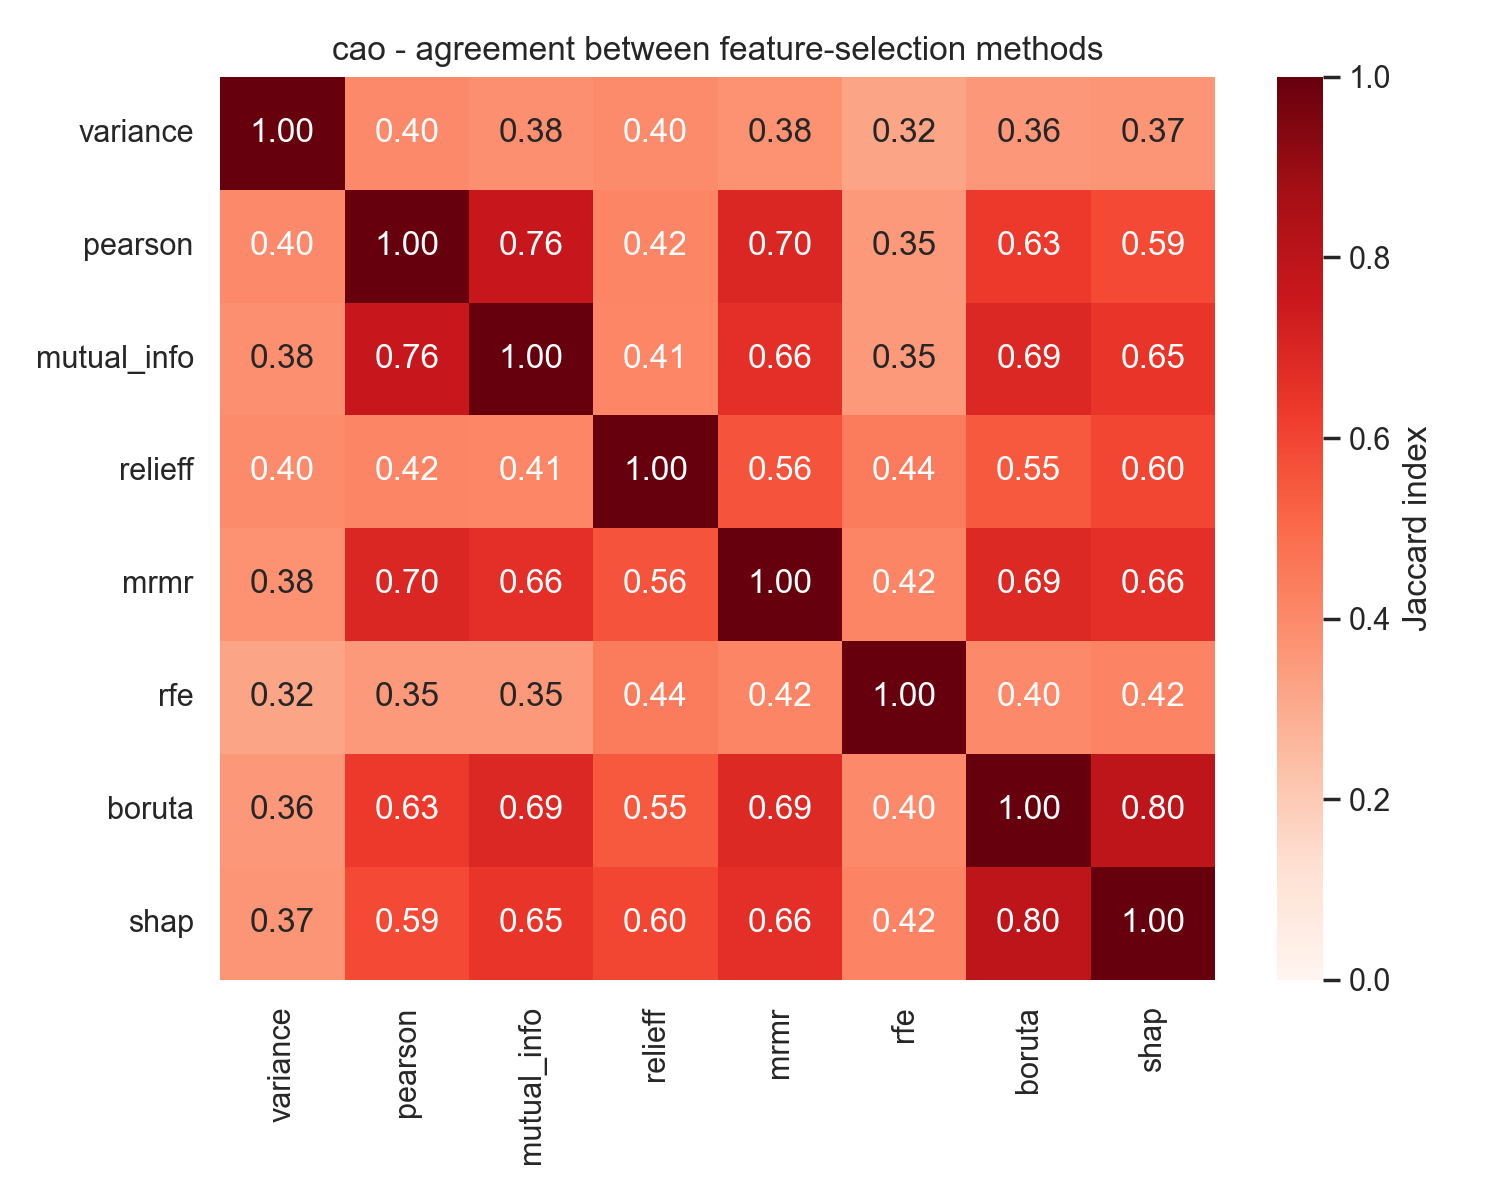 cao - agreement between feature-selection methods
variance 1.00 0.40 0.38 0.40 0.38 0.32 0.36 0.37
pearson 0.40 1.00 0.76 0.42 0.70 0.35 0.63 0.59
mutual_info 0.38 0.76 1.00 0.41 0.66 0.35 0.69 0.65
relieff 0.40 0.42 0.41 1.00 0.56 0.44 0.55 0.60
mrmr 0.38 0.70 0.66 0.56 1.00 0.42 0.69 0.66
rfe 0.32 0.35 0.35 0.44 0.42 1.00 0.40 0.42
boruta 0.36 0.63 0.69 0.55 0.69 0.40 1.00 0.80
shap 0.37 0.59 0.65 0.60 0.66 0.42 0.80 1.00
variance pearson mutual_info relieff mrmr rfe boruta shap
1.0
0.8
0.6
0.4
0.2
0.0
Jaccard index